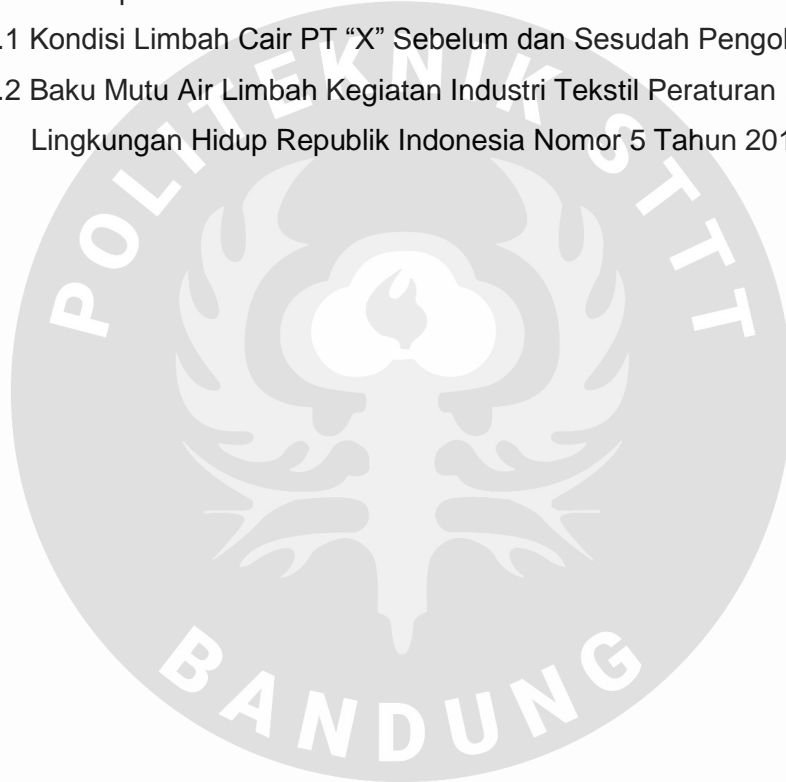 .1 Kondisi Limbah Cair PT “X” Sebelum dan Sesudah Pengol
.2 Baku Mutu Air Limbah Kegiatan Industri Tekstil Peraturan
Lingkungan Hidup Republik Indonesia Nomor 5 Tahun 201
POLITEKNIK STTT
BANDUNG